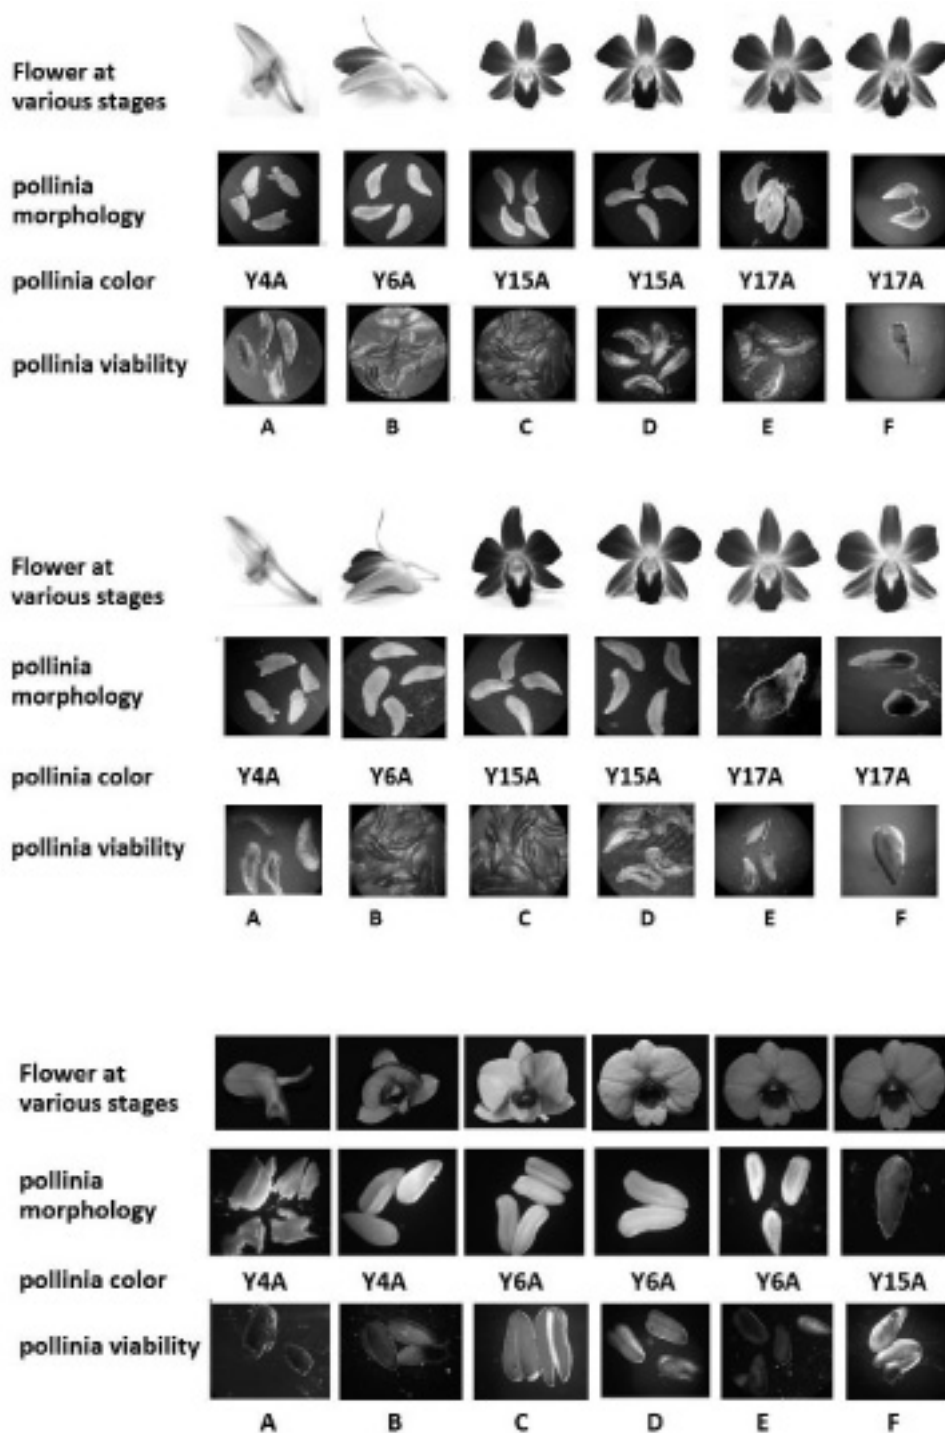 Flower at
various stages
pollinia
morphology
pollinia color Y4A Y6A Y15A Y15A Y17A Y17A
pollinia viability
A B C D E F
Flower at
various stages
pollinia
morphology
pollinia color Y4A Y6A Y15A Y15A Y17A Y17A
pollinia viability
A B C D E F
Flower at
various stages
pollinia
morphology
pollinia color Y4A Y4A Y6A Y6A Y6A Y15A
pollinia viability
A B C D E F